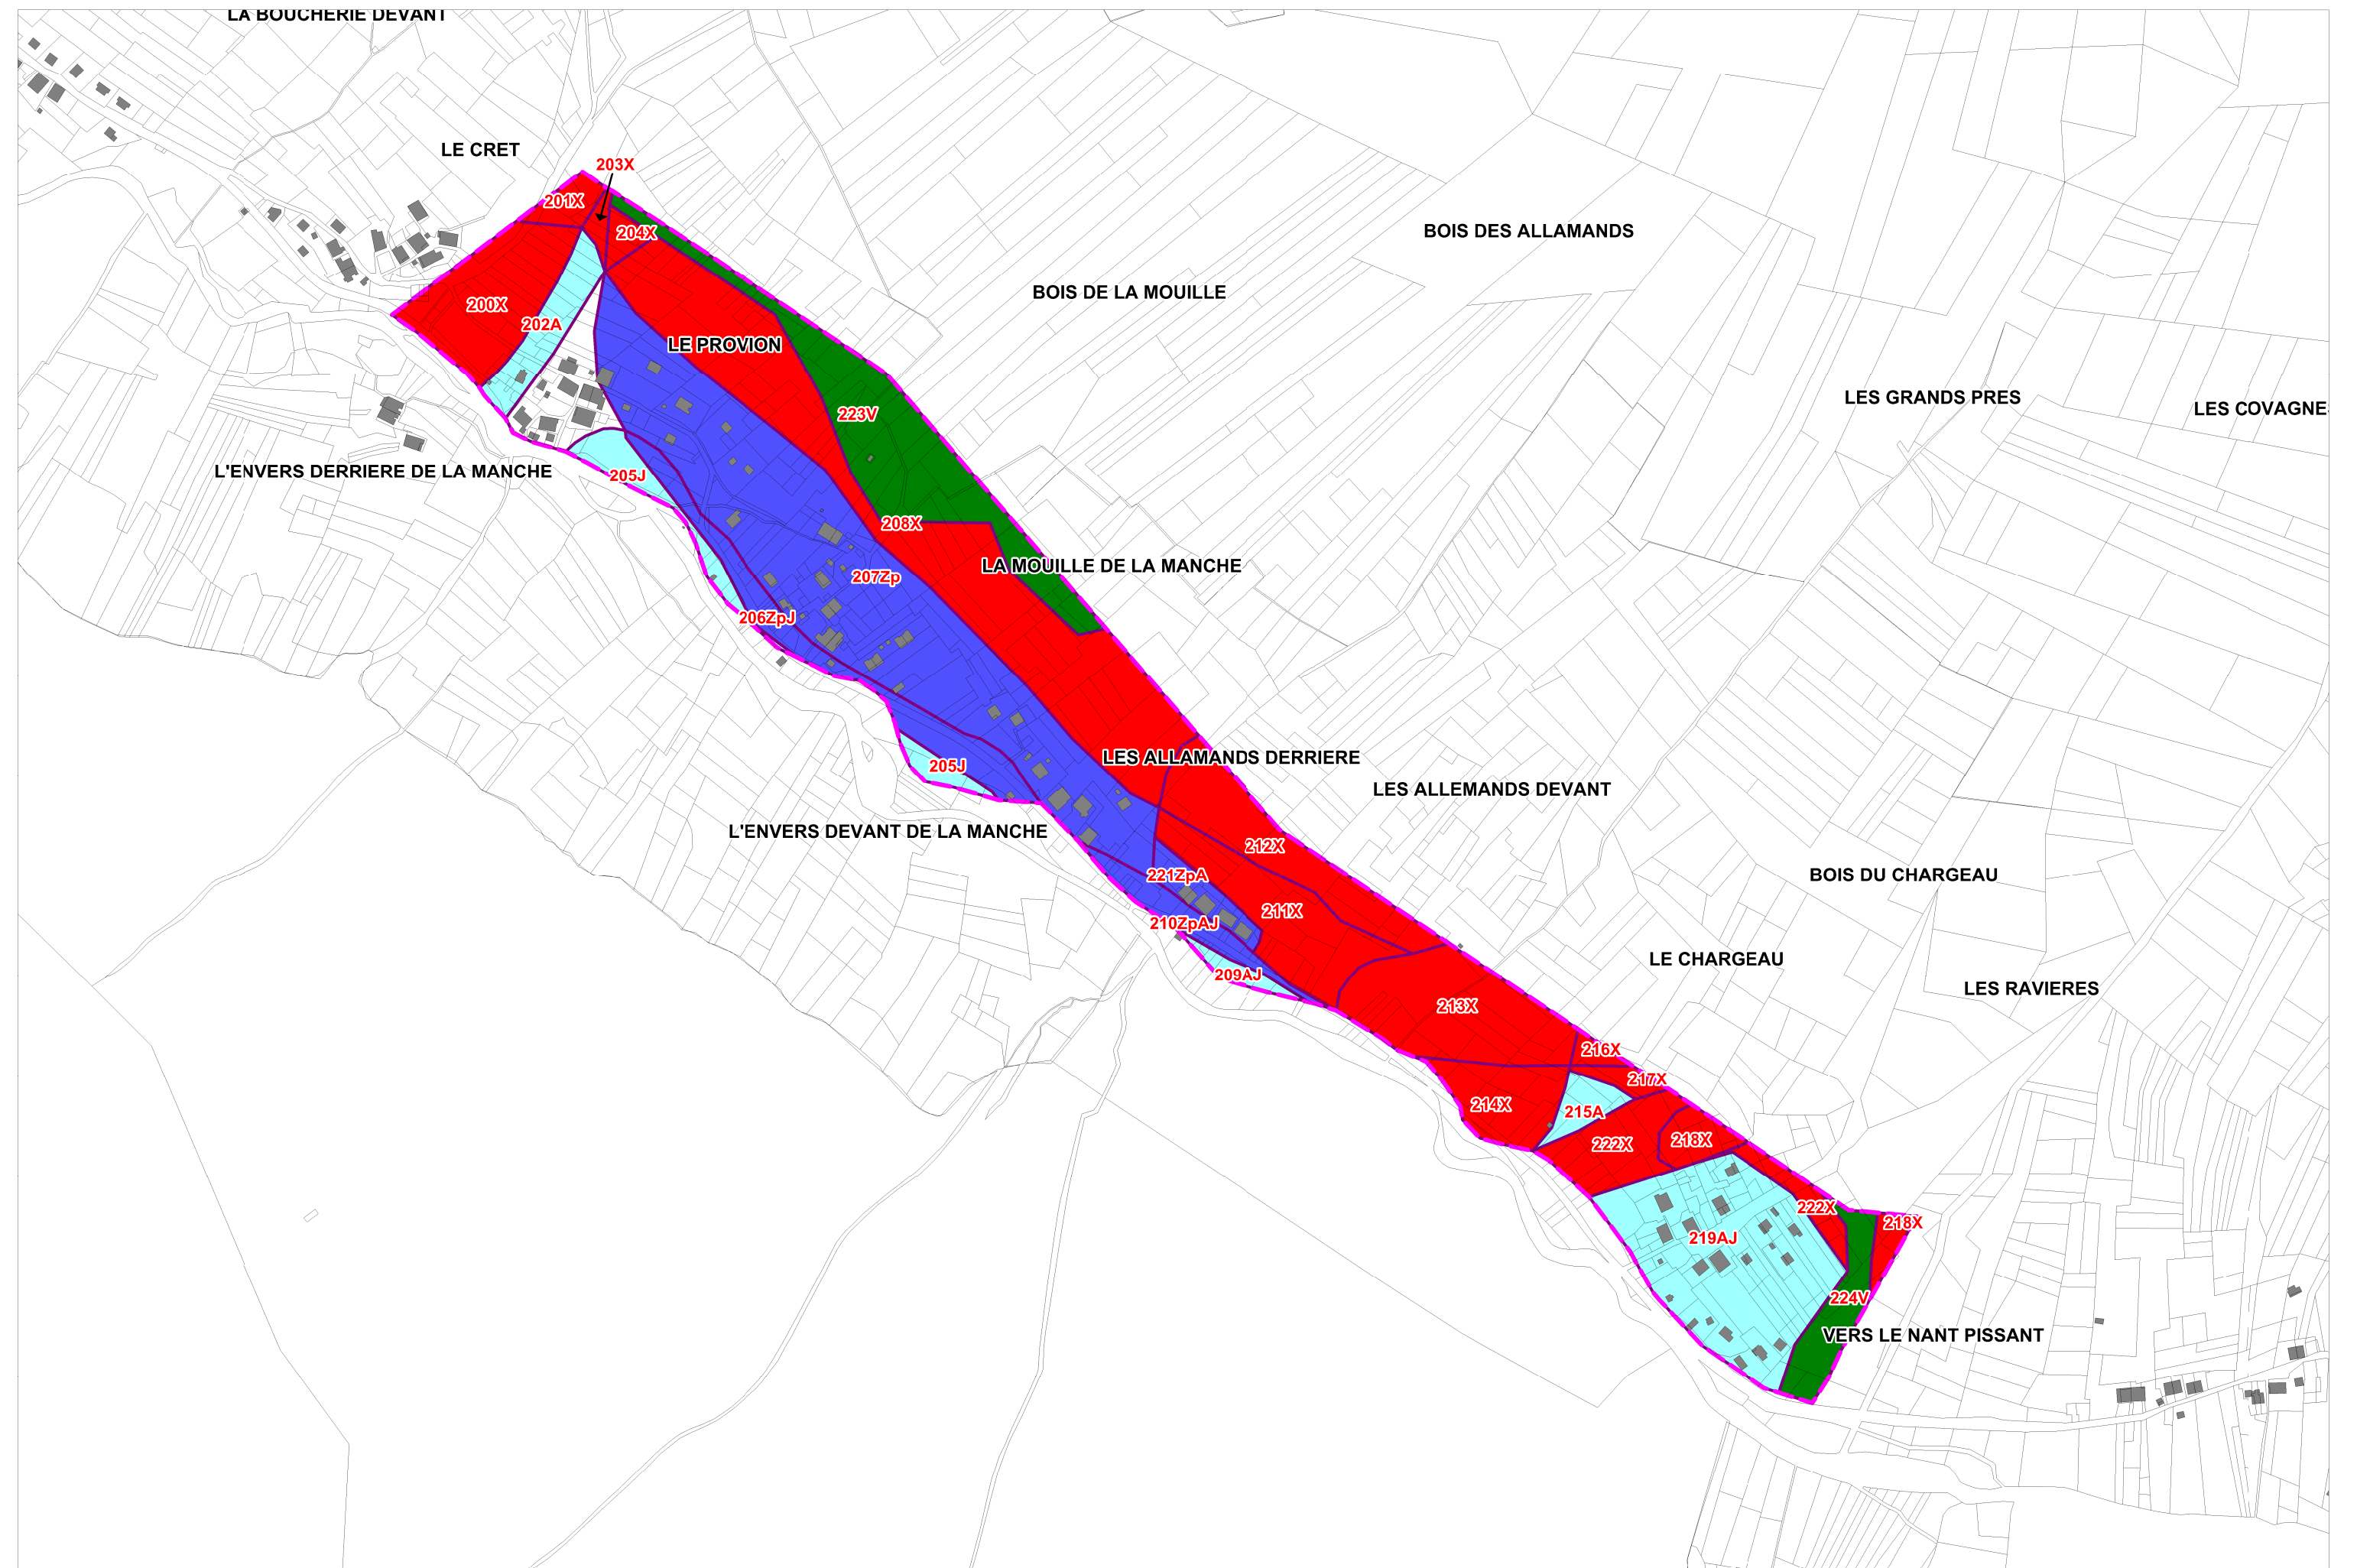 LA BOUCHERIE DEVANT
LE CRET
203X
201X
204X
BOIS DES ALLAMANDS
BOIS DE LA MOUILLE
200X
202A
LE PROVION
LES GRANDS PRES
LES COVAGNE
223V
L'ENVERS DERRIERE DE LA MANCHE
205J
208X
LA MOUILLE DE LA MANCHE
207Zp
206ZpJ
LES ALLAMANDS DERRIERE
205J
LES ALLEMANDS DEVANT
L'ENVERS DEVANT DE LA MANCHE
212X
221ZpA
BOIS DU CHARGEAU
211X
210ZpAJ
LE CHARGEAU
209AJ
LES RAVIERES
213X
216X
217X
214X
215A
222X
218X
222X
218X
219AJ
224V
VERS LE NANT PISSANT